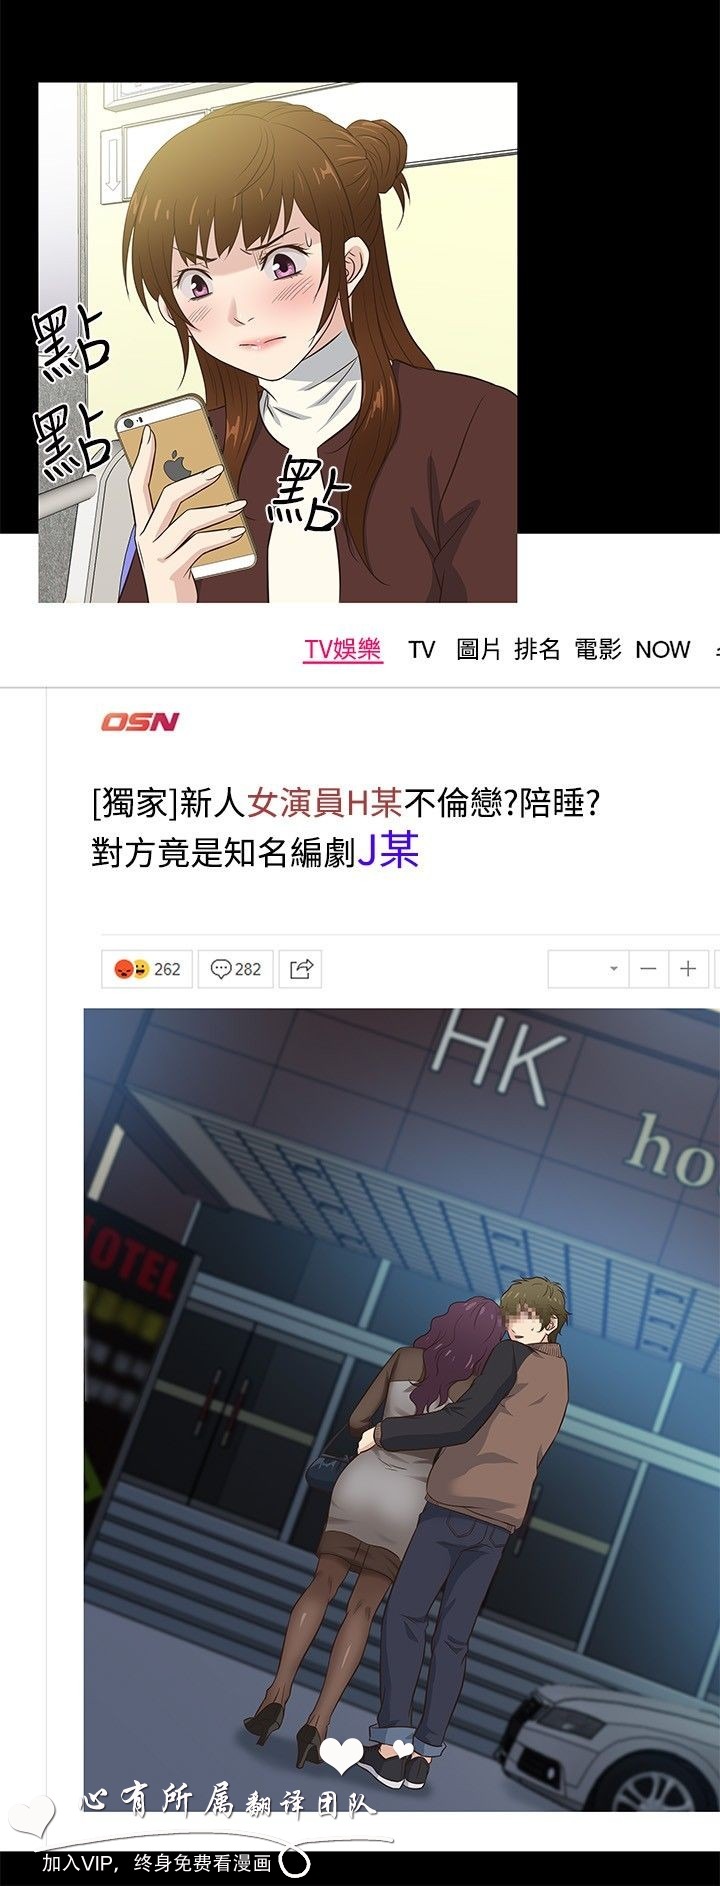 點
點
點
TV娛樂 TV 圖片 排名 電影 NOW
OSN
[獨家]新人女演員H某不倫戀?陪睡?
對方竟是知名編劇J某
262 282
HK
HOTEL
心有所属翻译团队
加入VIP，终身免费看漫画